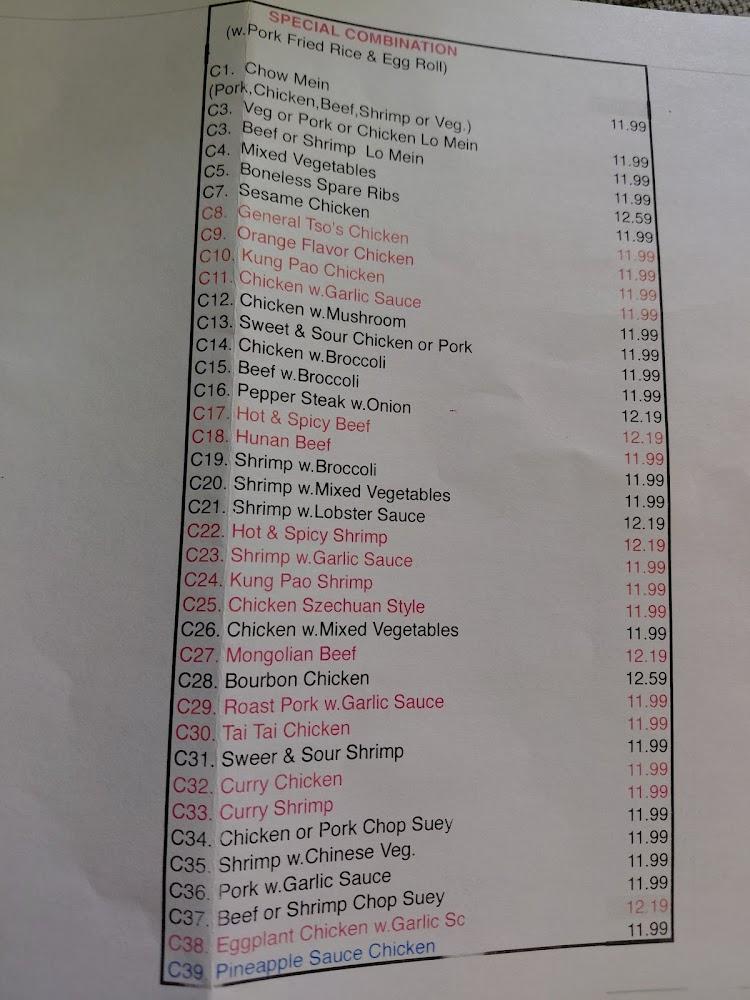 SPECIAL COMBINATION
(w.Pork Fried Rice & Egg Roll)
C1. Chow Mein
(Pork,Chicken,Beef,Shrimp or Veg.) 11.99
C3. Veg or Pork or Chicken Lo Mein 11.99
C3. Beef or Shrimp Lo Mein 11.99
C4. Mixed Vegetables 11.99
C5. Boneless Spare Ribs 12.59
C7. Sesame Chicken 11.99
C8. General Tso's Chicken 11.99
C9. Orange Flavor Chicken 11.99
C10. Kung Pao Chicken 11.99
C11. Chicken w.Garlic Sauce 11.99
C12. Chicken w.Mushroom 11.99
C13. Sweet & Sour Chicken or Pork 11.99
C14. Chicken w.Broccoli 11.99
C15. Beef w.Broccoli 11.99
C16. Pepper Steak w.Onion 12.19
C17. Hot & Spicy Beef 12.19
C18. Hunan Beef 11.99
C19. Shrimp w.Broccoli 11.99
C20. Shrimp w.Mixed Vegetables 11.99
C21. Shrimp w.Lobster Sauce 12.19
C22. Hot & Spicy Shrimp 12.19
C23. Shrimp w.Garlic Sauce 11.99
C24. Kung Pao Shrimp 11.99
C25. Chicken Szechuan Style 11.99
C26. Chicken w.Mixed Vegetables 11.99
C27. Mongolian Beef 12.19
C28. Bourbon Chicken 12.59
C29. Roast Pork w.Garlic Sauce 11.99
C30. Tai Tai Chicken 11.99
C31. Sweer & Sour Shrimp 11.99
C32. Curry Chicken 11.99
C33. Curry Shrimp 11.99
C34. Chicken or Pork Chop Suey 11.99
C35. Shrimp w.Chinese Veg. 11.99
C36. Pork w.Garlic Sauce 11.99
C37. Beef or Shrimp Chop Suey 11.99
C38. Eggplant Chicken w.Garlic Sc 12.19
C39. Pineapple Sauce Chicken 11.99